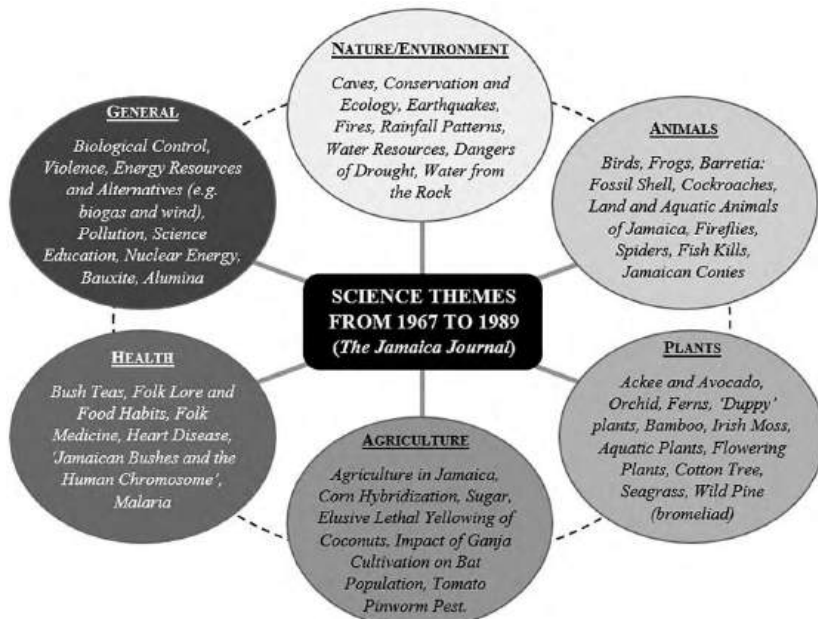 NATURE/ENVIRONMENT
Caves, Conservation and
Ecology, Earthquakes,
Fires, Rainfall Patterns,
Water Resources, Dangers
of Drought, Water from
the Rock
GENERAL
Biological Control,
Violence, Energy Resources
and Alternatives (e.g.
biogas and wind),
Pollution, Science
Education, Nuclear Energy,
Bauxite, Alumina
ANIMALS
Birds, Frogs, Barretia:
Fossil Shell, Cockroaches,
Land and Aquatic Animals
of Jamaica, Fireflies,
Spiders, Fish Kills,
Jamaican Conies
SCIENCE THEMES
FROM 1967 TO 1989
(The Jamaica Journal)
HEALTH
Bush Teas, Folk Lore and
Food Habits, Folk
Medicine, Heart Disease,
'Jamaican Bushes and the
Human Chromosome',
Malaria
AGRICULTURE
Agriculture in Jamaica,
Corn Hybridization, Sugar,
Elusive Lethal Yellowing of
Coconuts, Impact of Ganja
Cultivation on Bat
Population, Tomato
Pinworm Pest.
PLANTS
Ackee and Avocado,
Orchid, Ferns, 'Duppy'
plants, Bamboo, Irish Moss,
Aquatic Plants, Flowering
Plants, Cotton Tree,
Seagrass, Wild Pine
(bromeliad)